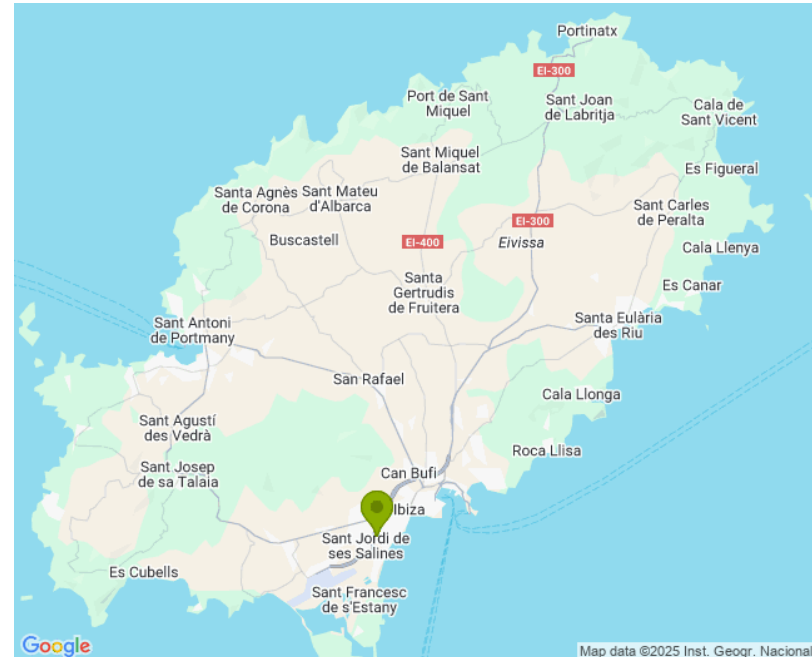 Portinatx
EI-300
Port de Sant
Miquel
Sant Joan
de Labritja
Cala de
Sant Vicent
Sant Miquel
de Balansat
Es Figueral
Santa Agnès
de Corona
Sant Mateu
d'Albarca
Sant Carles
de Peralta
EI-300
Buscastell
EI-400
Eivissa
Cala Llenya
Santa
Gertrudis
de Fruitera
Es Canar
Sant Antoni
de Portmany
Santa Eulària
des Riu
San Rafael
Cala Llonga
Sant Agustí
des Vedrà
Roca Llisa
Sant Josep
de sa Talaia
Can Bufi
Ibiza
Sant Jordi de
ses Salines
Es Cubells
Sant Francesc
de s'Estany
Google
Map data ©2025 Inst. Geogr. Nacional